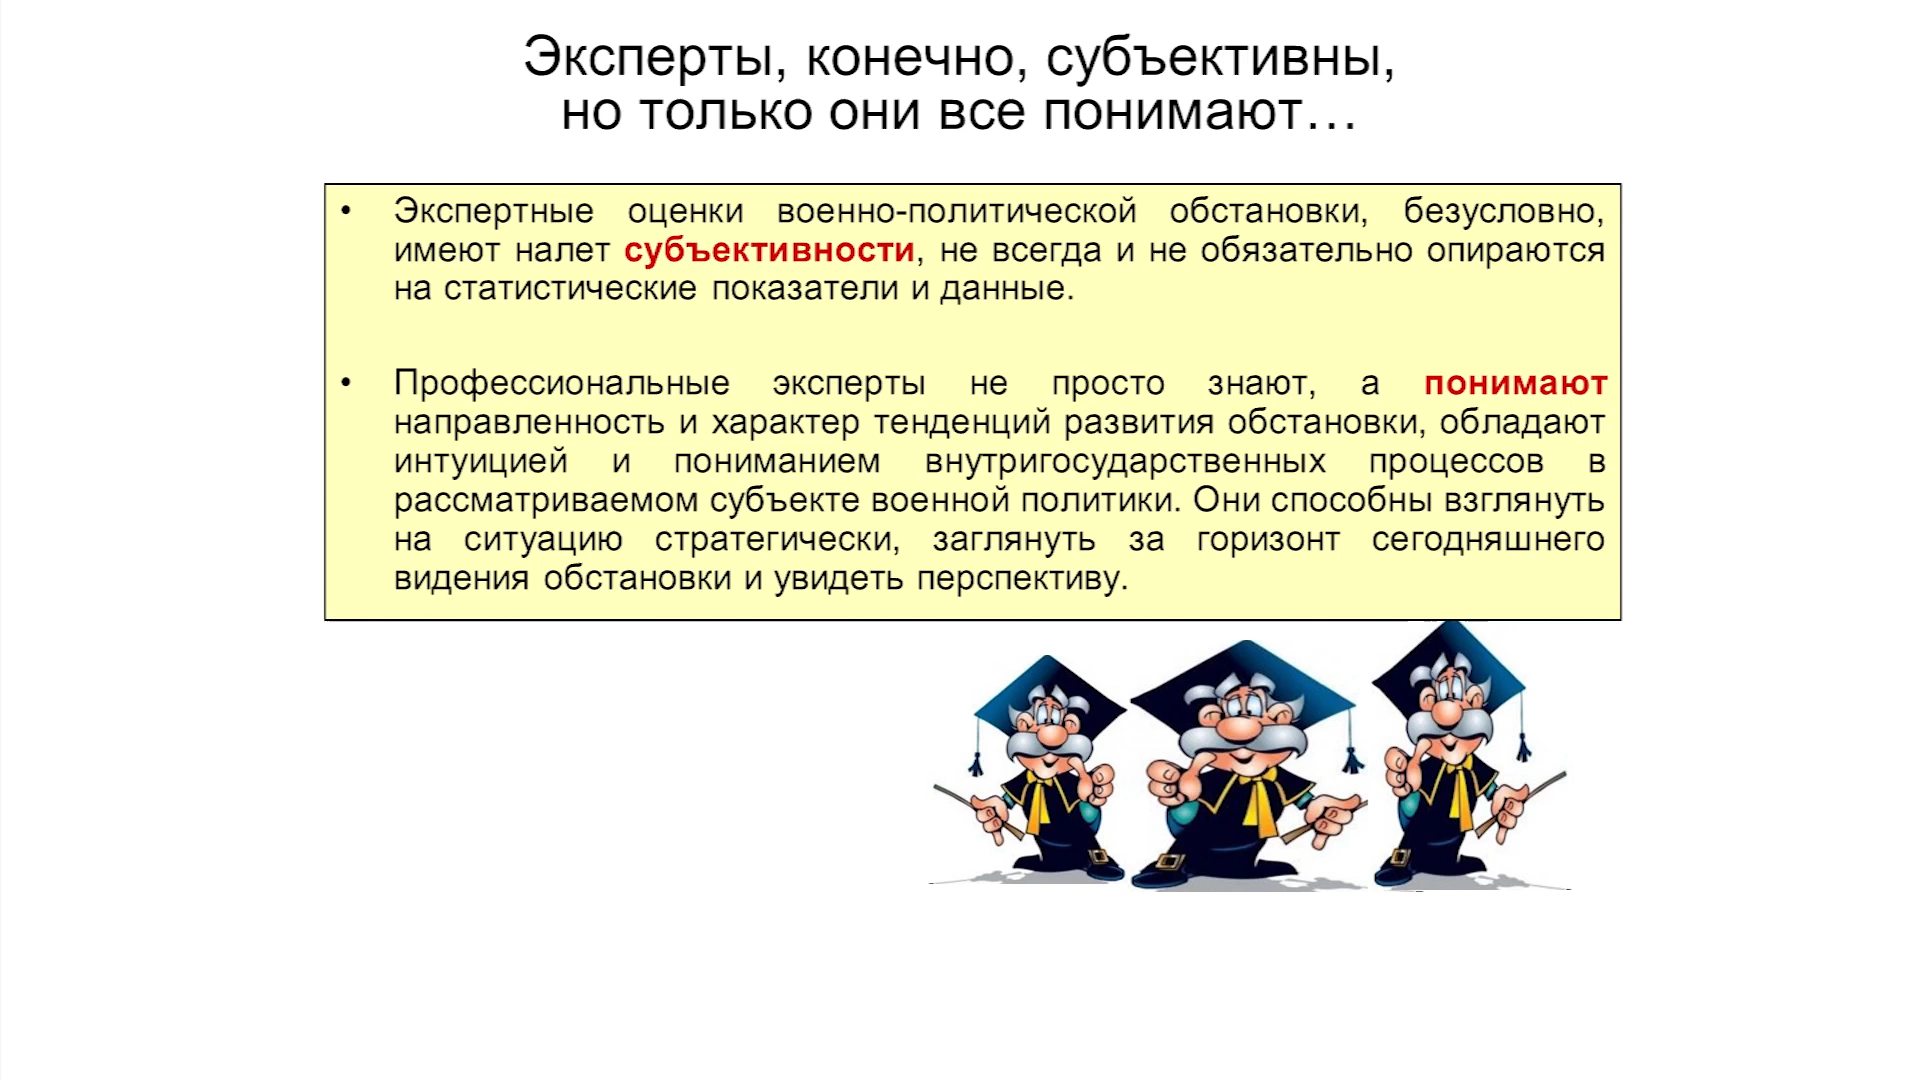 Эксперты, конечно, субъективны,
но только они все понимают…
• Экспертные оценки военно-политической обстановки, безусловно,
имеют налет субъективности, не всегда и не обязательно опираются
на статистические показатели и данные.
• Профессиональные эксперты не просто знают, а понимают
направленность и характер тенденций развития обстановки, обладают
интуицией и пониманием внутригосударственных процессов в
рассматриваемом субъекте военной политики. Они способны взглянуть
на ситуацию стратегически, заглянуть за горизонт сегодняшнего
видения обстановки и увидеть перспективу.